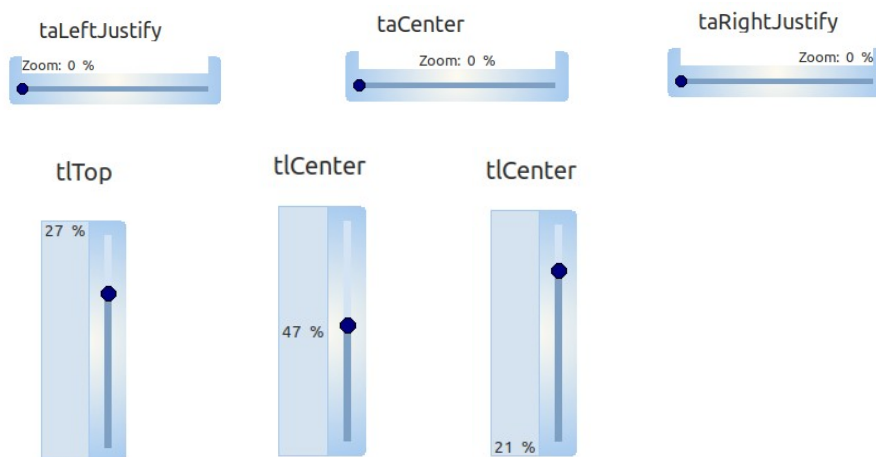 taLeftJustify
taCenter
taRightJustify
Zoom: 0 %
Zoom: 0 %
Zoom: 0 %
tlTop
tlCenter
tlCenter
27 %
47 %
21 %